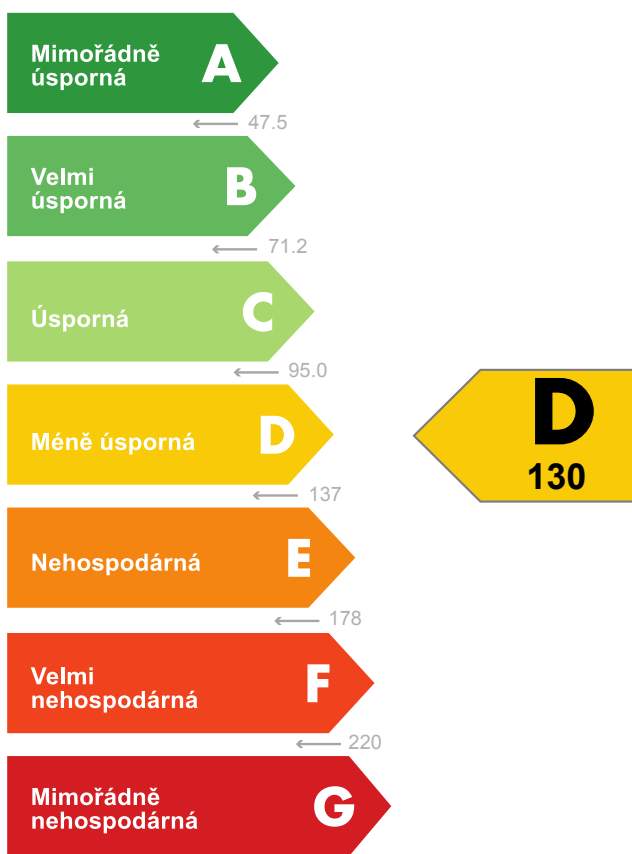 Mimořádně
úsporná
A
47.5
Velmi
úsporná
B
71.2
Úsporná
C
95.0
Méně úsporná
D
137
D
130
Nehospodárná
E
178
Velmi
nehospodárná
F
220
Mimořádně
nehospodárná
G